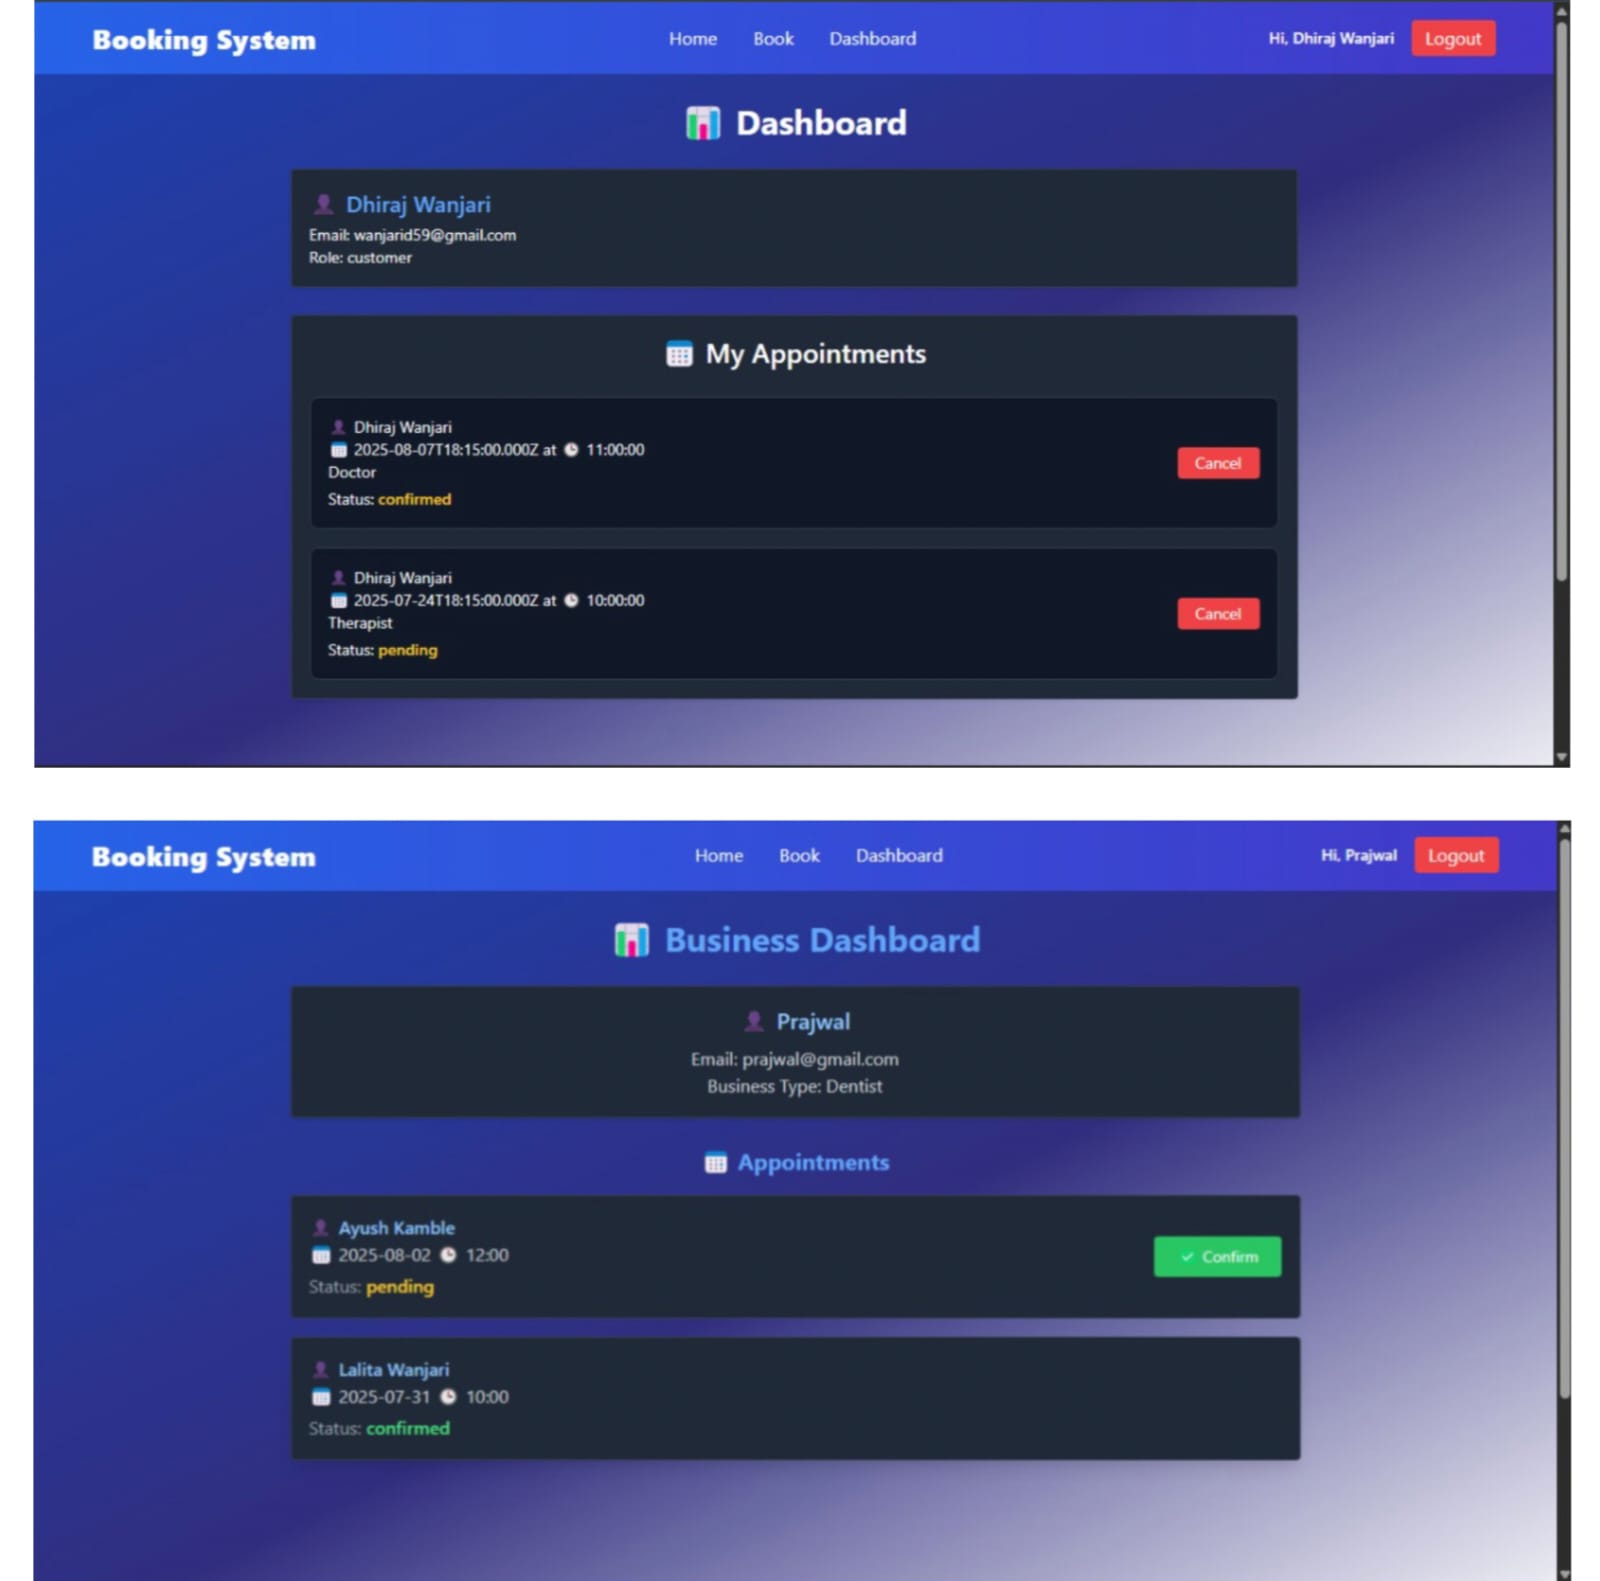 Booking System Home Book Dashboard Hi, Dhiraj Wanjari Logout
Dashboard
Dhiraj Wanjari
Email: wanjarid59@gmail.com
Role: customer
My Appointments
Dhiraj Wanjari
2025-08-07T18:15:00.000Z at 11:00:00
Doctor
Status: confirmed
Cancel
Dhiraj Wanjari
2025-07-24T18:15:00.000Z at 10:00:00
Therapist
Status: pending
Cancel
Booking System Home Book Dashboard Hi, Prajwal Logout
Business Dashboard
Prajwal
Email: prajwal@gmail.com
Business Type: Dentist
Appointments
Ayush Kamble
2025-08-02 12:00
Status: pending
✓ Confirm
Lalita Wanjari
2025-07-31 10:00
Status: confirmed